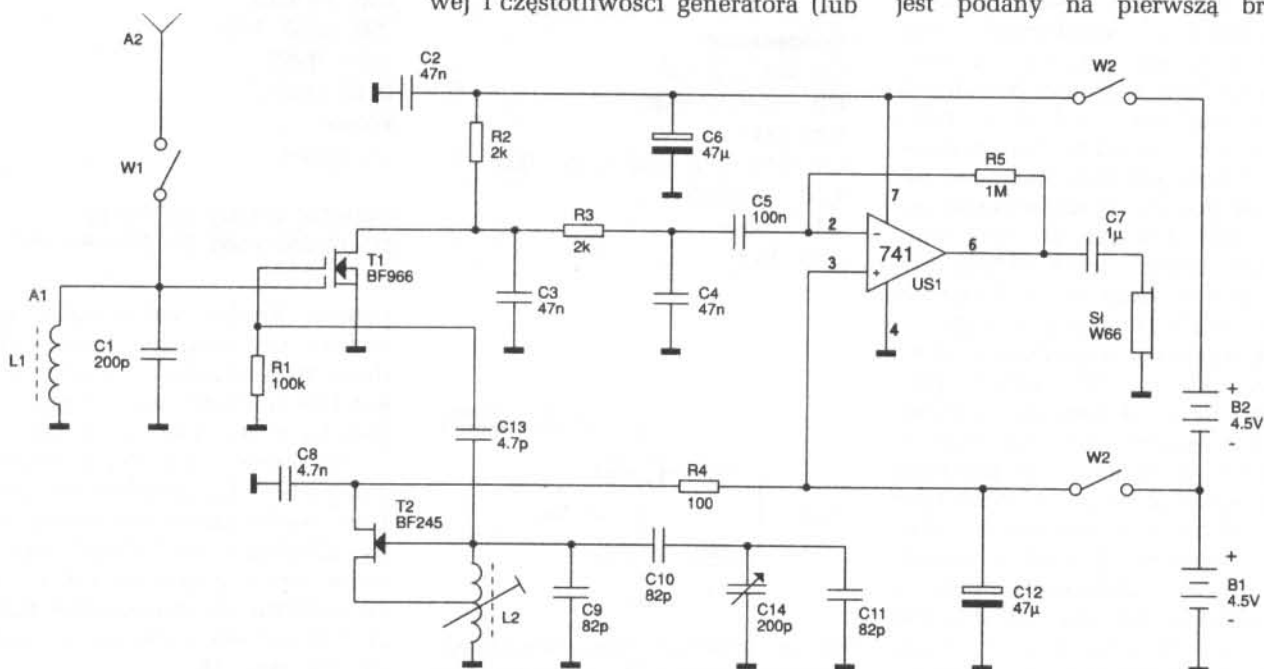 wej i częstotliwości generatora (lub
jest podany na pierwszą br
A2
C2
47n
W2
W1
R2
2k
C6
47µ
R5
1M
C5
100n
7
R3
2k
2
−
741
6
C7
1µ
T1
BF966
3
+
US1
A1
C3
47n
C4
47n
4
SI
W66
L1
C1
200p
R1
100k
+
B2
4.5V
-
C13
4.7p
C8
4.7n
R4
100
W2
T2
BF245
+
B1
4.5V
-
C10
82p
C9
82p
C14
200p
C11
82p
C12
47µ
L2